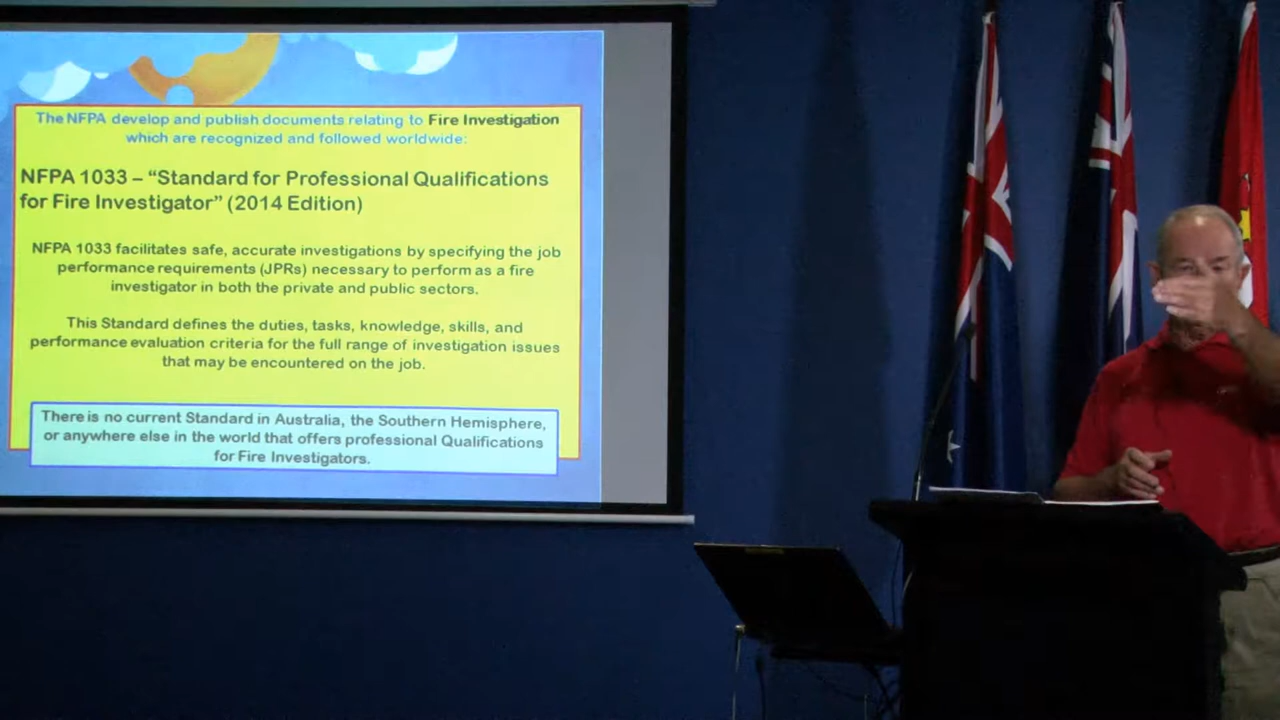 The NFPA develop and publish documents relating to Fire Investigation
which are recognized and followed worldwide:
NFPA 1033 – “Standard for Professional Qualifications
for Fire Investigator” (2014 Edition)
NFPA 1033 facilitates safe, accurate investigations by specifying the job
performance requirements (JPRs) necessary to perform as a fire
investigator in both the private and public sectors.
This Standard defines the duties, tasks, knowledge, skills, and
performance evaluation criteria for the full range of investigation issues
that may be encountered on the job.
There is no current Standard in Australia, the Southern Hemisphere,
or anywhere else in the world that offers professional Qualifications
for Fire Investigators.